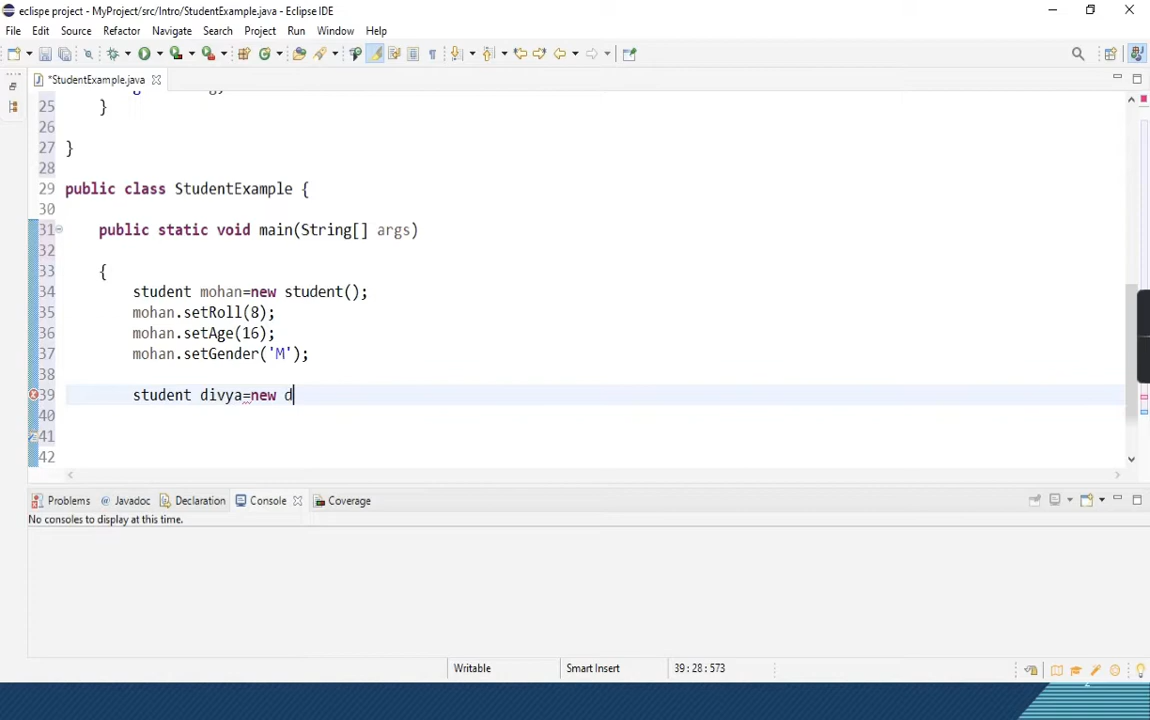 eclispe project - MyProject/src/Intro/StudentExample.java - Eclipse IDE
File Edit Source Refactor Navigate Search Project Run Window Help
*StudentExample.java
25 }
26
27 }
28
29 public class StudentExample {
30
31 public static void main(String[] args)
32
33 {
34 student mohan=new student();
35 mohan.setRoll(8);
36 mohan.setAge(16);
37 mohan.setGender('M');
38
39 student divya=new d
40
41
42
Problems @ Javadoc Declaration Console Coverage
No consoles to display at this time.
Writable Smart Insert 39 : 28 : 573